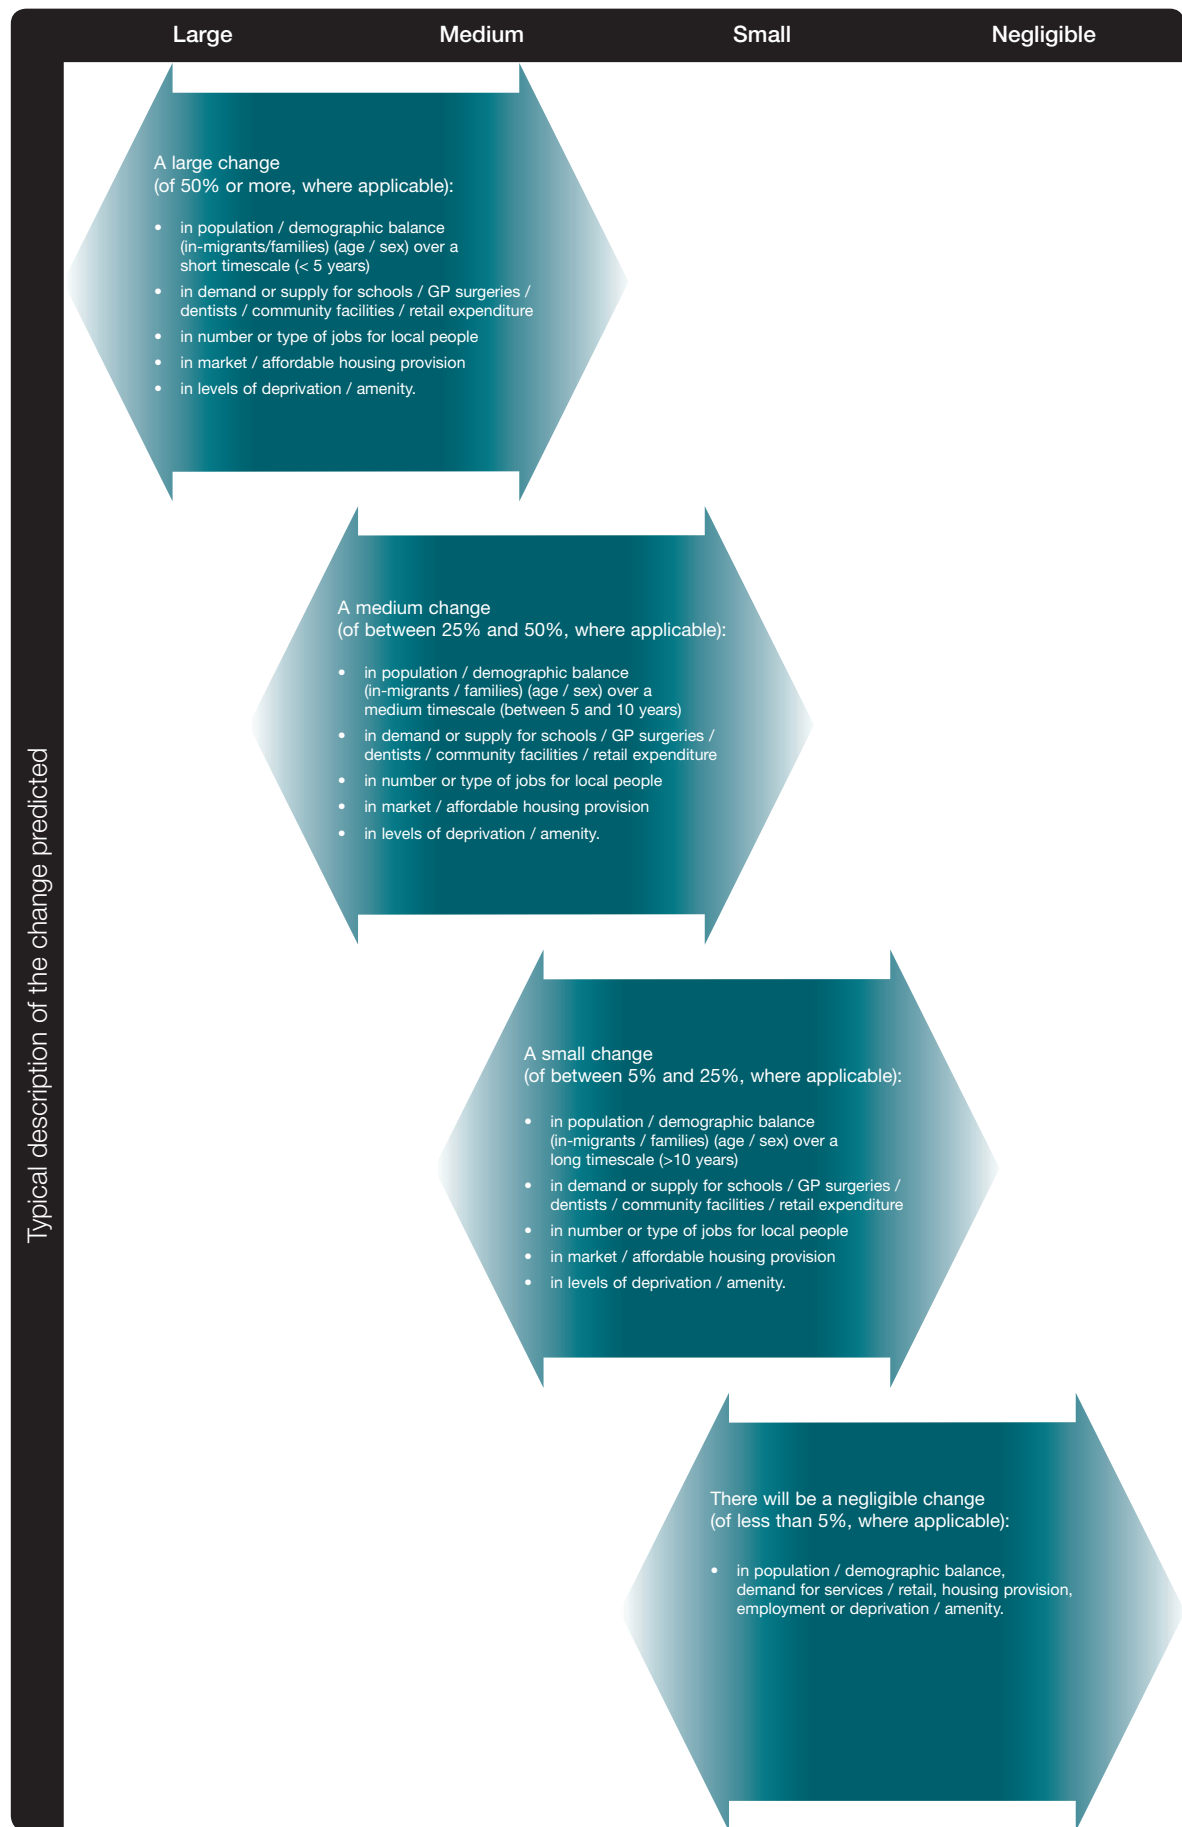 Large Medium Small Negligible
Typical description of the change predicted
A large change
(of 50% or more, where applicable):
• in population / demographic balance
(in-migrants/families) (age / sex) over a
short timescale (< 5 years)
• in demand or supply for schools / GP surgeries /
dentists / community facilities / retail expenditure
• in number or type of jobs for local people
• in market / affordable housing provision
• in levels of deprivation / amenity.
A medium change
(of between 25% and 50%, where applicable):
• in population / demographic balance
(in-migrants / families) (age / sex) over a
medium timescale (between 5 and 10 years)
• in demand or supply for schools / GP surgeries /
dentists / community facilities / retail expenditure
• in number or type of jobs for local people
• in market / affordable housing provision
• in levels of deprivation / amenity.
A small change
(of between 5% and 25%, where applicable):
• in population / demographic balance
(in-migrants / families) (age / sex) over a
long timescale (>10 years)
• in demand or supply for schools / GP surgeries /
dentists / community facilities / retail expenditure
• in number or type of jobs for local people
• in market / affordable housing provision
• in levels of deprivation / amenity.
There will be a negligible change
(of less than 5%, where applicable):
• in population / demographic balance,
demand for services / retail, housing provision,
employment or deprivation / amenity.